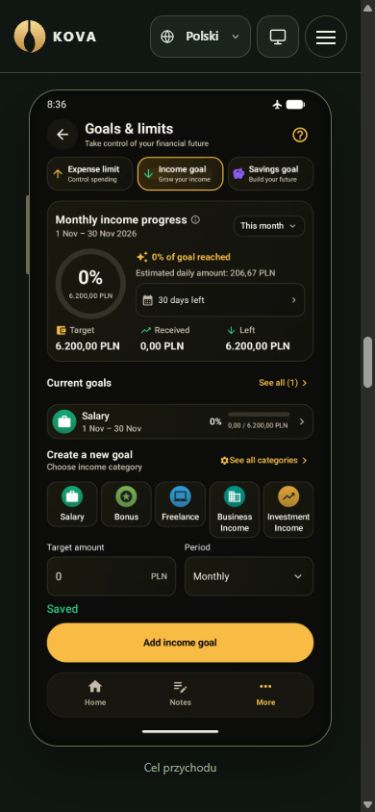 KOVA
Polski
8:36
Goals & limits
Take control of your financial future
Expense limit
Control spending
Income goal
Grow your income
Savings goal
Build your future
Monthly income progress
1 Nov – 30 Nov 2026
This month
0%
6.200,00 PLN
0% of goal reached
Estimated daily amount: 206,67 PLN
30 days left
Target
6.200,00 PLN
Received
0,00 PLN
Left
6.200,00 PLN
Current goals
See all (1)
Salary
1 Nov – 30 Nov
0%
0,00 / 6.200,00 PLN
Create a new goal
Choose income category
See all categories
Salary
Bonus
Freelance
Business
Income
Investment
Income
Target amount
Period
0
PLN
Monthly
Saved
Add income goal
Home
Notes
More
Cel przychodu